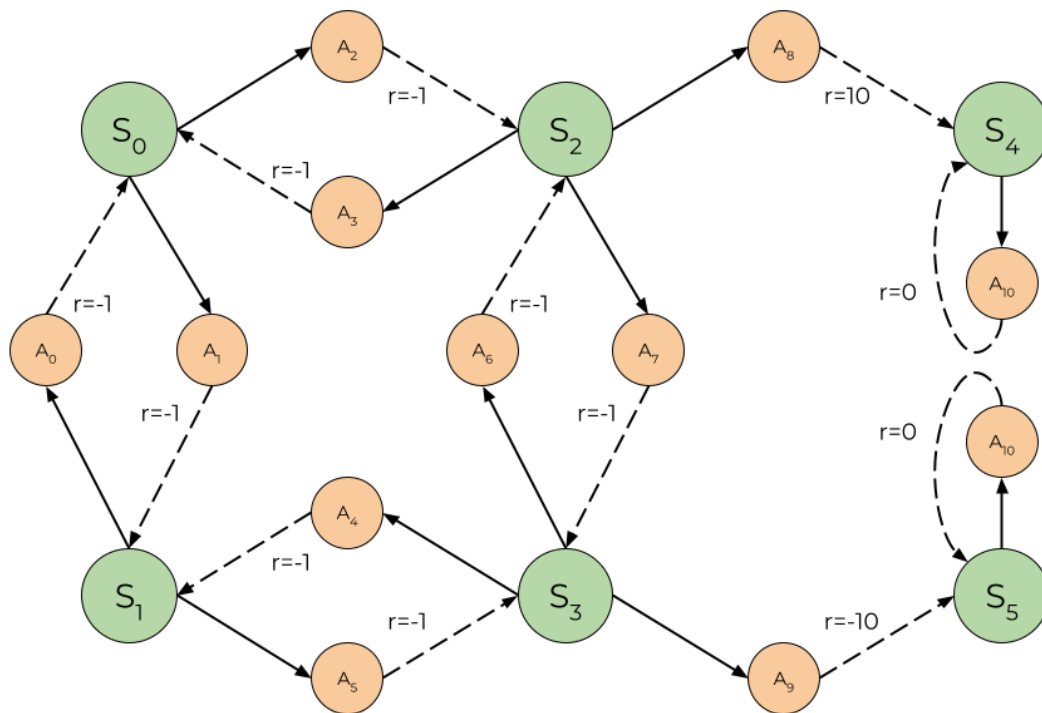 A₂
A₈
r=-1
r=10
S₀
S₂
S₄
r=-1
A₃
A₁₀
r=0
r=-1
r=-1
A₀
A₁
A₆
A₇
r=-1
r=-1
r=0
A₁₀
A₄
r=-1
S₁
S₃
S₅
r=-1
r=-10
A₅
A₉